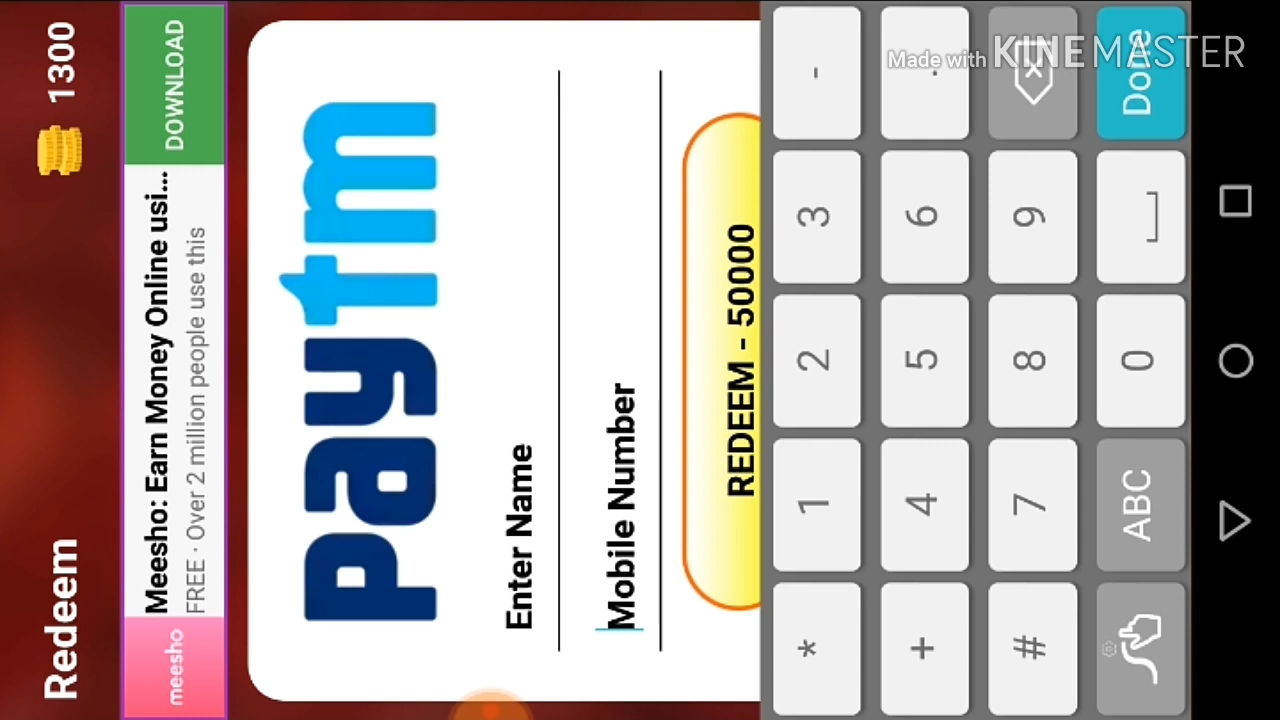 Redeem
1300
meesho
Meesho: Earn Money Online usi...
FREE · Over 2 million people use this
DOWNLOAD
Paytm
Enter Name
Mobile Number
REDEEM - 50000
* 1 2 3 -
+ 4 5 6 .
# 7 8 9
ABC 0 Done
Made with KINEMASTER